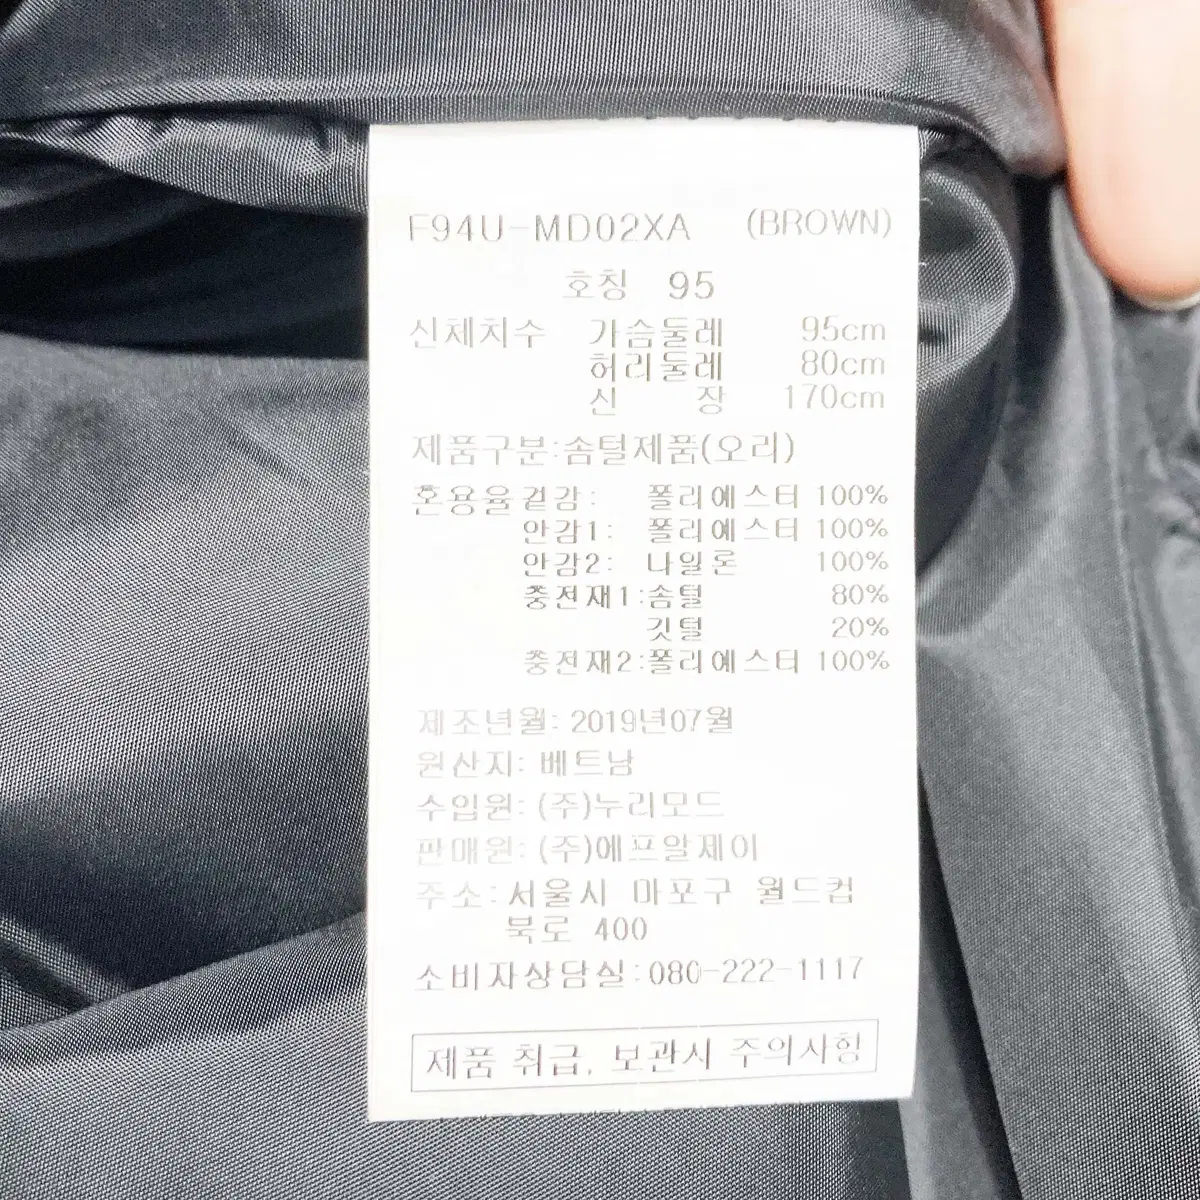 F94U-MD02XA (BROWN)
호칭 95
신체치수 가슴둘레 95cm
허리둘레 80cm
신 장 170cm
제품구분:솜털제품(오리)
혼용율겉감: 폴리에스터 100%
안감1: 폴리에스터 100%
안감2: 나일론 100%
충전재1:솜털 80%
깃털 20%
충전재2:폴리에스터 100%
제조년월: 2019년07월
원산지: 베트남
수입원: (주)누리모드
판매원: (주)에프알제이
주소: 서울시 마포구 월드컵
북로 400
소비자상담실:080-222-1117
제품 취급, 보관시 주의사항